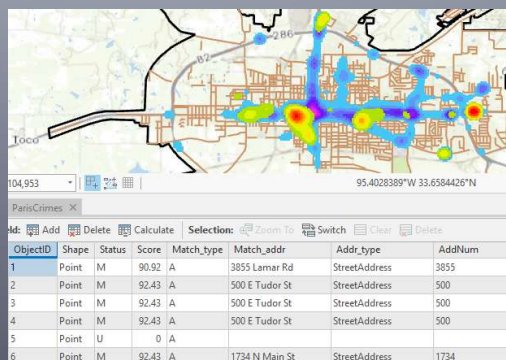 286
82
Toco
104,953
95.4028389°W 33.6584426°N
ParisCrimes
eld: Add Delete Calculate Selection: Zoom To Switch Clear Delete
ObjectID Shape Status Score Match_type Match_addr Addr_type AddNum
1 Point M 90.92 A 3855 Lamar Rd StreetAddress 3855
2 Point M 92.43 A 500 E Tudor St StreetAddress 500
3 Point M 92.43 A 500 E Tudor St StreetAddress 500
4 Point M 92.43 A 500 E Tudor St StreetAddress 500
5 Point U 0 A
6 Point M 92.43 A 1734 N Main St StreetAddress 1734